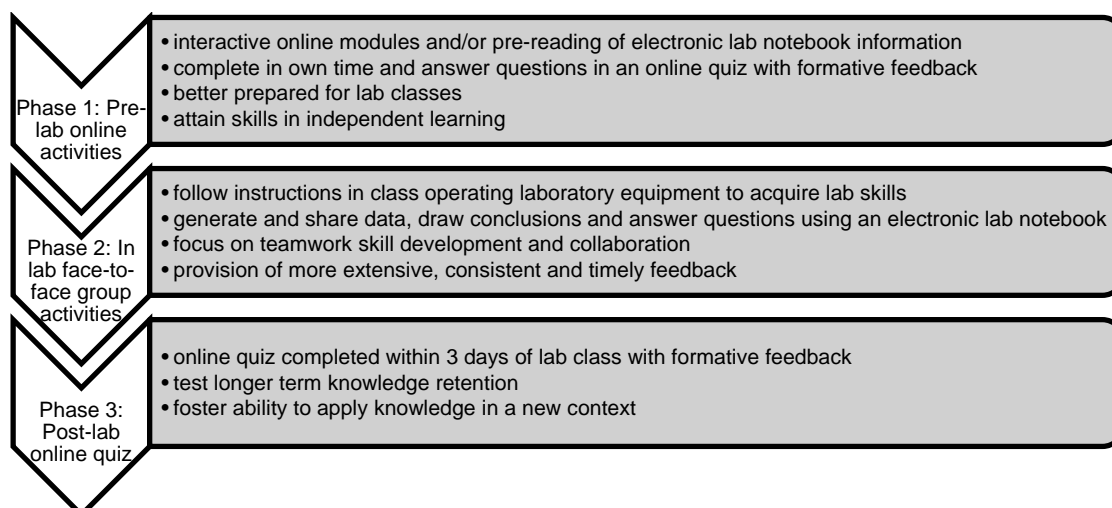 Phase 1: Pre-
lab online
activities
• interactive online modules and/or pre-reading of electronic lab notebook information
• complete in own time and answer questions in an online quiz with formative feedback
• better prepared for lab classes
• attain skills in independent learning
Phase 2: In
lab face-to-
face group
activities
• follow instructions in class operating laboratory equipment to acquire lab skills
• generate and share data, draw conclusions and answer questions using an electronic lab notebook
• focus on teamwork skill development and collaboration
• provision of more extensive, consistent and timely feedback
Phase 3:
Post-lab
online quiz
• online quiz completed within 3 days of lab class with formative feedback
• test longer term knowledge retention
• foster ability to apply knowledge in a new context